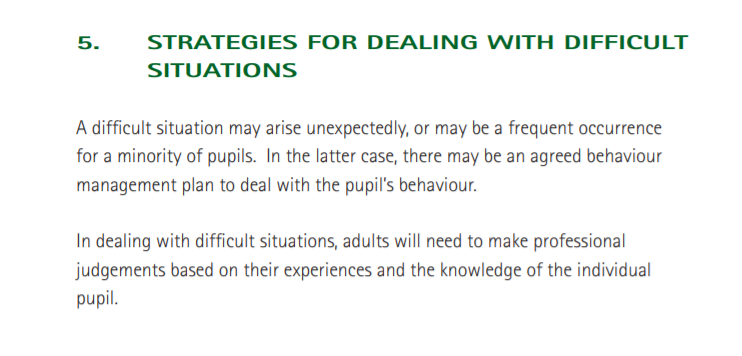 5. STRATEGIES FOR DEALING WITH DIFFICULT
SITUATIONS
A difficult situation may arise unexpectedly, or may be a frequent occurrence
for a minority of pupils. In the latter case, there may be an agreed behaviour
management plan to deal with the pupil's behaviour.
In dealing with difficult situations, adults will need to make professional
judgements based on their experiences and the knowledge of the individual
pupil.